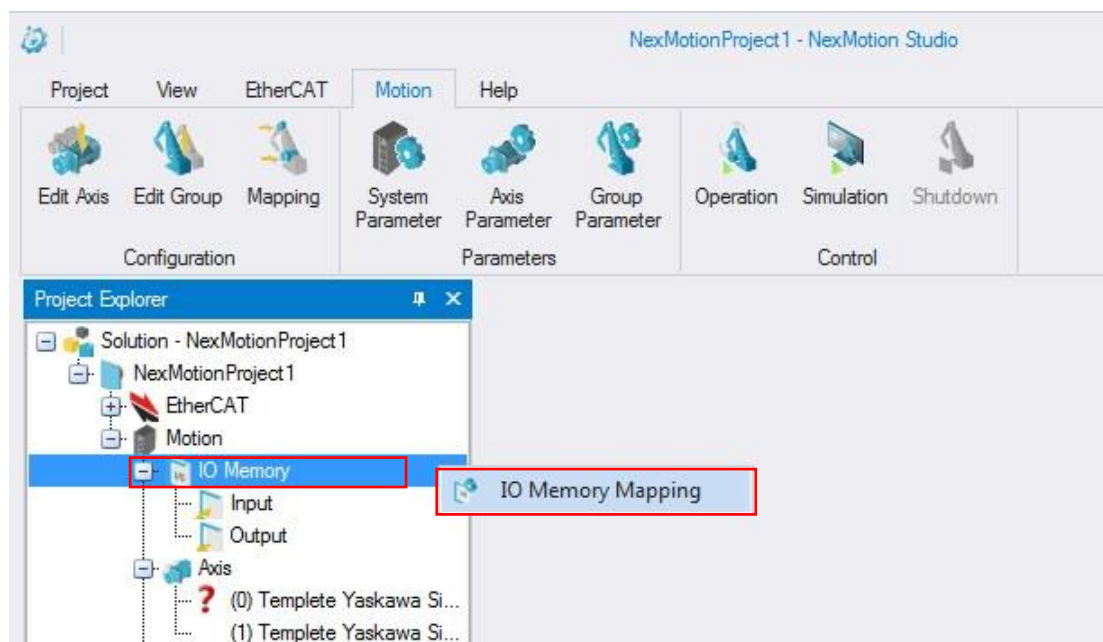 NexMotionProject1 - NexMotion Studio
Project View EtherCAT Motion Help
Edit Axis Edit Group Mapping System Parameter Axis Parameter Group Parameter Operation Simulation Shutdown
Configuration Parameters Control
Project Explorer
Solution - NexMotionProject1
NexMotionProject1
EtherCAT
Motion
IO Memory
IO Memory Mapping
Input
Output
Axis
(0) Templete Yaskawa Si...
(1) Templete Yaskawa Si...